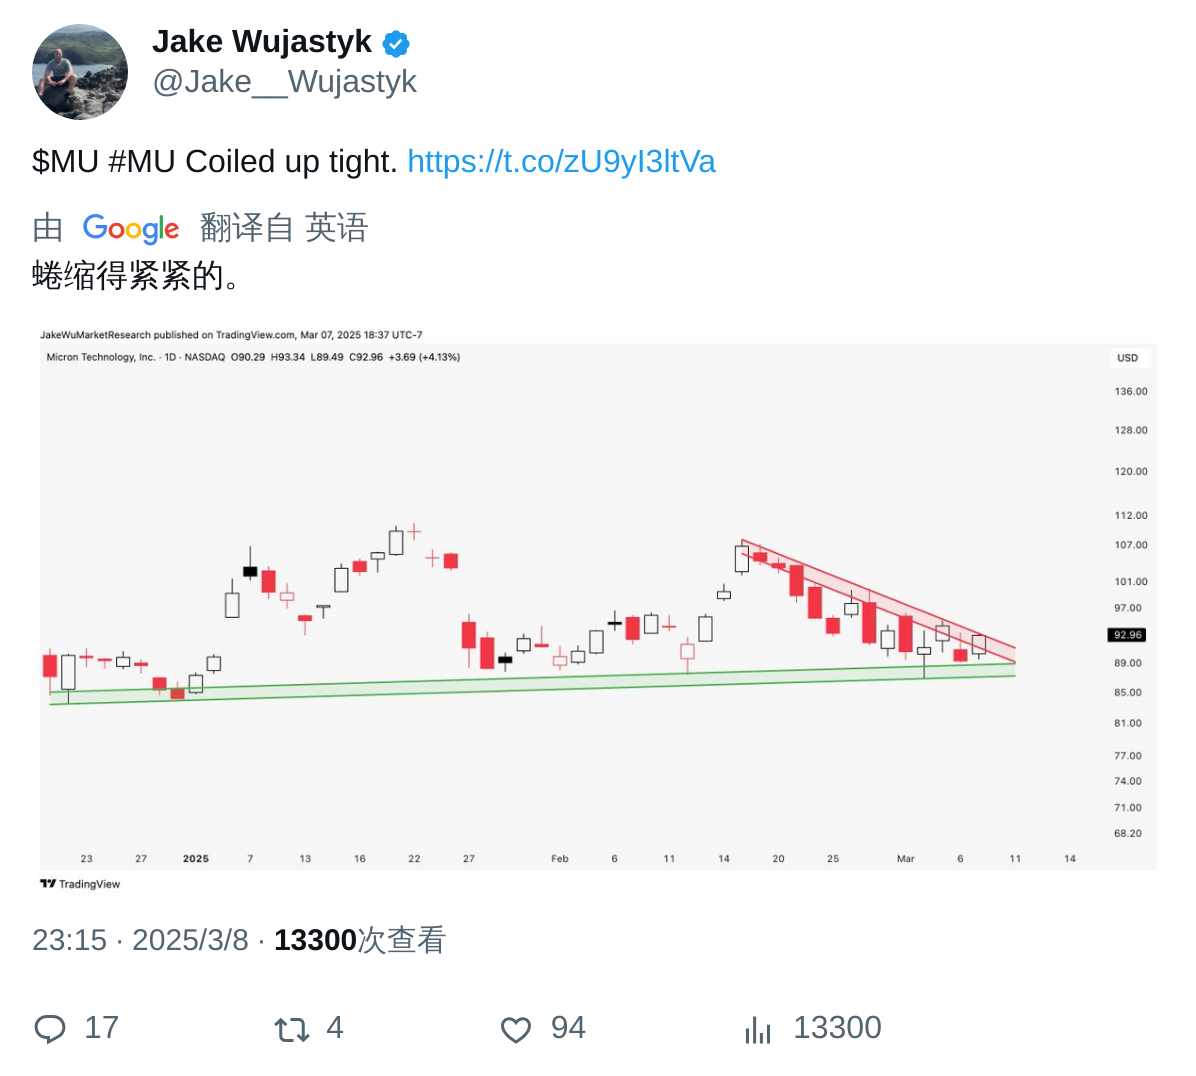 Jake Wujastyk
@Jake__Wujastyk
$MU #MU Coiled up tight. https://t.co/zU9yI3ltVa
由 Google 翻译自 英语
蜷缩得紧紧的。
JakeWuMarketResearch published on TradingView.com, Mar 07, 2025 18:37 UTC-7
Micron Technology, Inc. · 1D · NASDAQ O90.29 H93.34 L89.49 C92.96 +3.69 (+4.13%)
USD
136.00
128.00
120.00
112.00
107.00
101.00
97.00
92.96
89.00
85.00
81.00
77.00
74.00
71.00
68.20
23 27 2025 7 13 16 22 27 Feb 6 11 14 20 25 Mar 6 11 14
TradingView
23:15 · 2025/3/8 · 13300次查看
17 4 94 13300